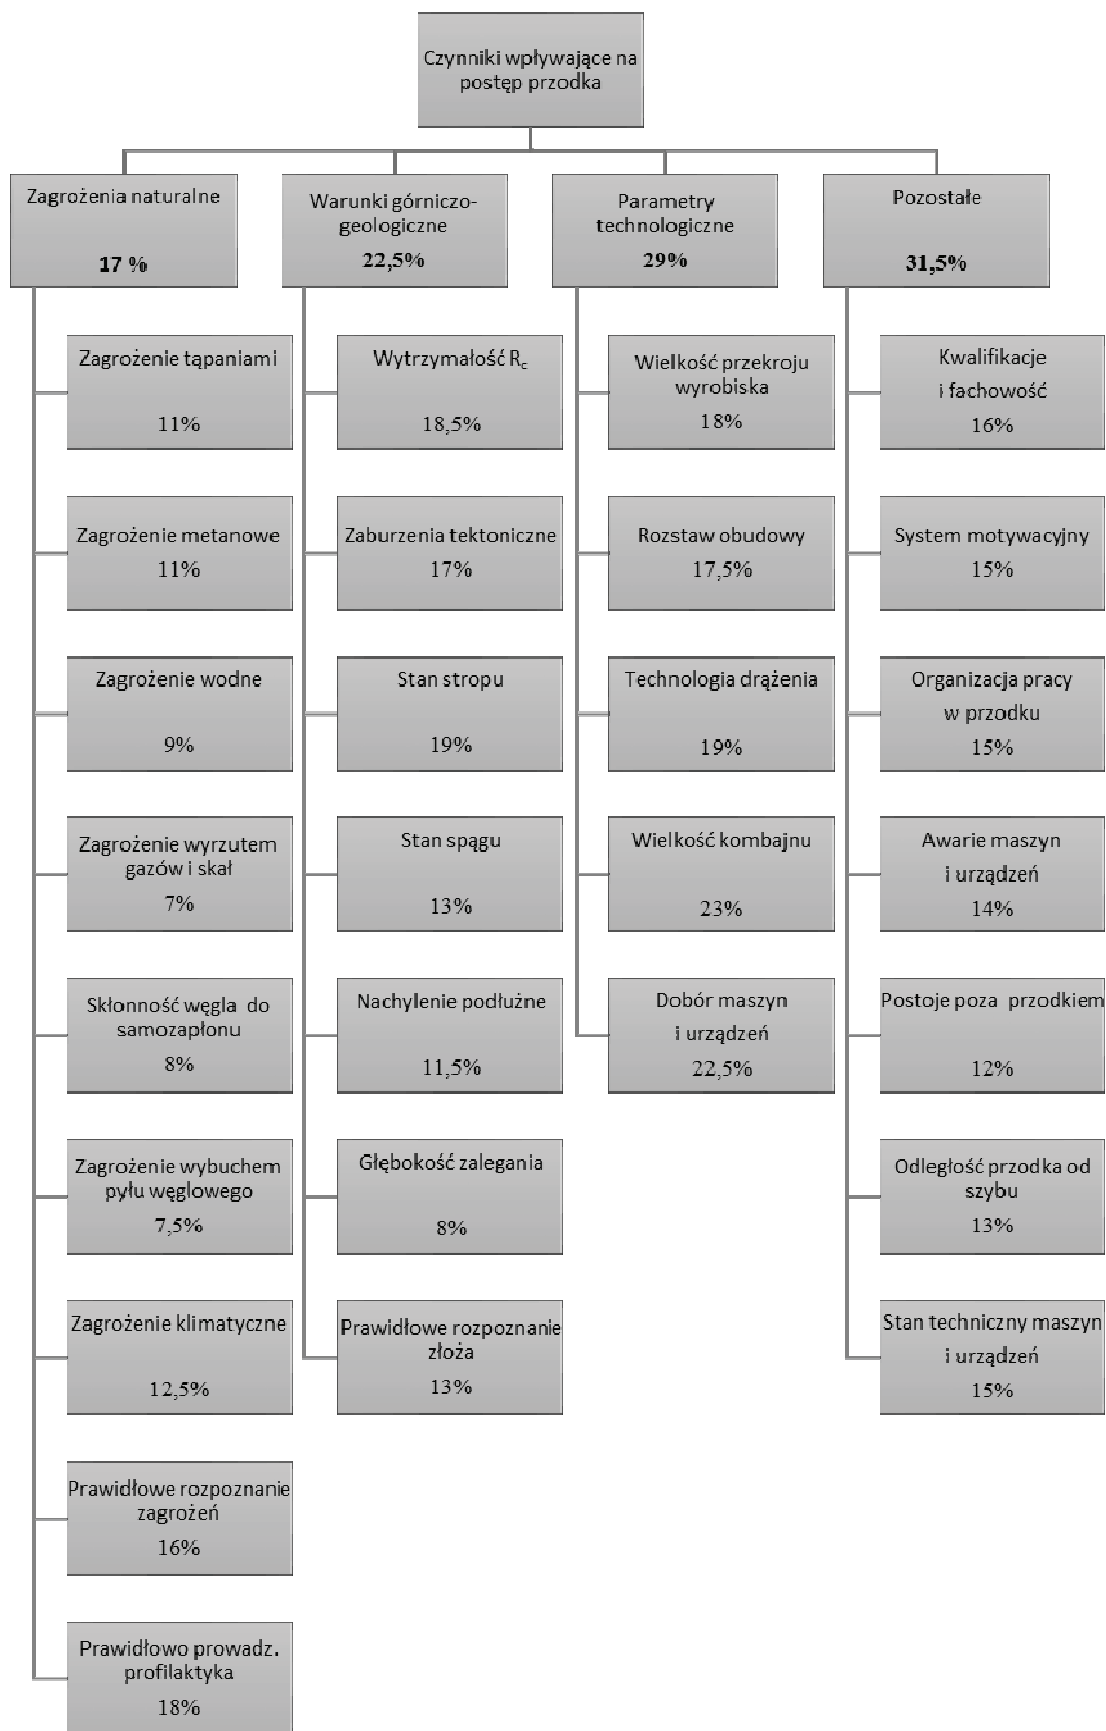 Czynniki wpływające na
postęp przodka
Zagrożenia naturalne
17 %
Warunki górniczo-
geologiczne
22,5%
Parametry
technologiczne
29%
Pozostałe
31,5%
Zagrożenie tąpaniami
11%
Zagrożenie metanowe
11%
Zagrożenie wodne
9%
Zagrożenie wyrzutem
gazów i skał
7%
Skłonność węgla do
samozapłonu
8%
Zagrożenie wybuchem
pyłu węglowego
7,5%
Zagrożenie klimatyczne
12,5%
Prawidłowe rozpoznanie
zagrożeń
16%
Prawidłowo prowadz.
profilaktyka
18%
Wytrzymałość Rc
18,5%
Zaburzenia tektoniczne
17%
Stan stropu
19%
Stan spągu
13%
Nachylenie podłużne
11,5%
Głębokość zalegania
8%
Prawidłowe rozpoznanie
złoża
13%
Wielkość przekroju
wyrobiska
18%
Rozstaw obudowy
17,5%
Technologia drążenia
19%
Wielkość kombajnu
23%
Dobór maszyn
i urządzeń
22,5%
Kwalifikacje
i fachowość
16%
System motywacyjny
15%
Organizacja pracy
w przodku
15%
Awarie maszyn
i urządzeń
14%
Postoje poza przodkiem
12%
Odległość przodka od
szybu
13%
Stan techniczny maszyn
i urządzeń
15%